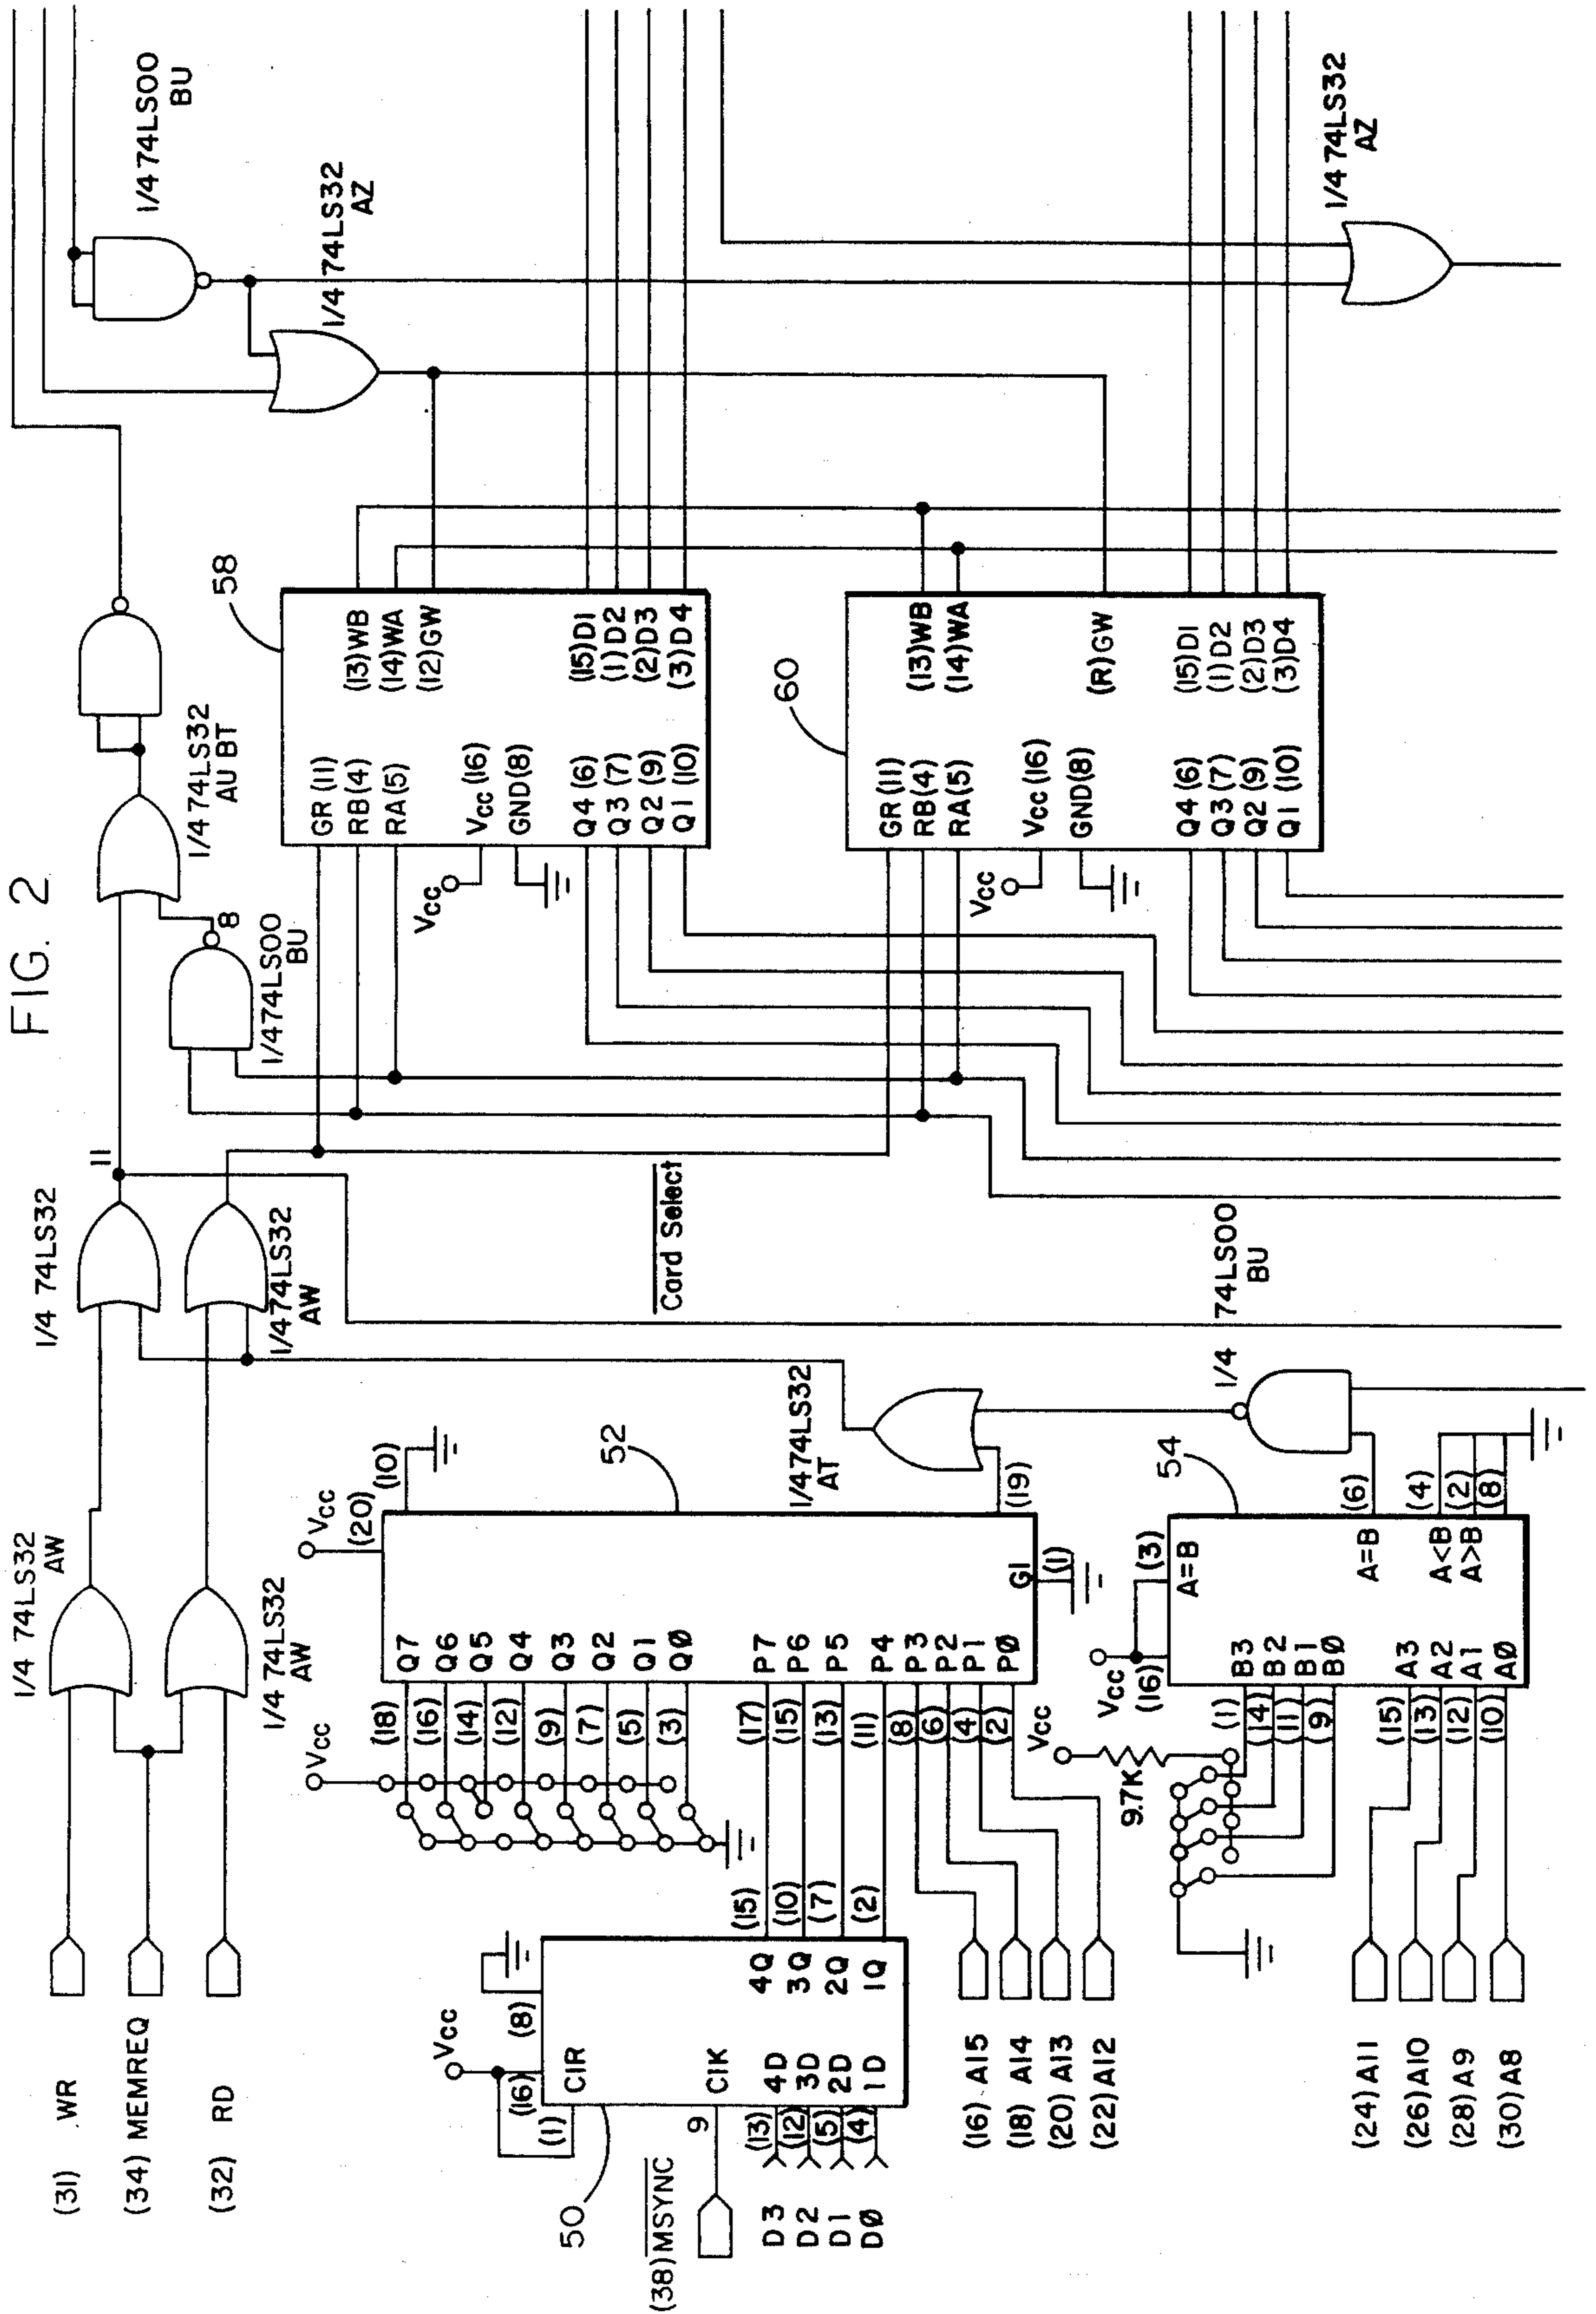 FIG. 2
(31) WR
(34) MEMREQ
(32) RD
1/4 74LS32
AW
1/4 74LS32
AW
1/4 74LS32
1/4 74LS32
AW
11
8
1/4 74LS00
BU
1/4 74LS32
AU BT
1/4 74LS00
BU
1/4 74LS32
AZ
50
Vcc
(16)
(1)
(8)
CIR
CIK
9
(38) MSYNC
D3
D2
D1
DØ
(13)
(12)
(5)
(4)
4D
3D
2D
1D
4Q
3Q
2Q
1Q
(15)
(10)
(7)
(2)
Vcc
(18)
(16)
(14)
(12)
(9)
(7)
(5)
(3)
(17)
(15)
(13)
(11)
(8)
(6)
(4)
(2)
Q7
Q6
Q5
Q4
Q3
Q2
Q1
QØ
P7
P6
P5
P4
P3
P2
P1
PØ
Vcc
(20)
(10)
52
G1
(1)
(19)
1/4 74LS32
AT
Card Select
(16) A15
(18) A14
(20) A13
(22) A12
Vcc
9.7K
Vcc
(16)
(3)
A=B
54
(1)
(14)
(11)
(9)
(15)
(13)
(12)
(10)
B3
B2
B1
BØ
A3
A2
A1
AØ
A=B
A<B
A>B
(6)
(4)
(2)
(8)
1/4 74LS00
BU
(24) A11
(26) A10
(28) A9
(30) A8
58
GR (11)
RB (4)
RA (5)
Vcc (16)
GND (8)
Q4 (6)
Q3 (7)
Q2 (9)
Q1 (10)
(13) WB
(14) WA
(12) GW
(15) D1
(1) D2
(2) D3
(3) D4
Vcc
60
GR (11)
RB (4)
RA (5)
Vcc (16)
GND (8)
Q4 (6)
Q3 (7)
Q2 (9)
Q1 (10)
(13) WB
(14) WA
(R) GW
(15) D1
(1) D2
(2) D3
(3) D4
Vcc
1/4 74LS32
AZ